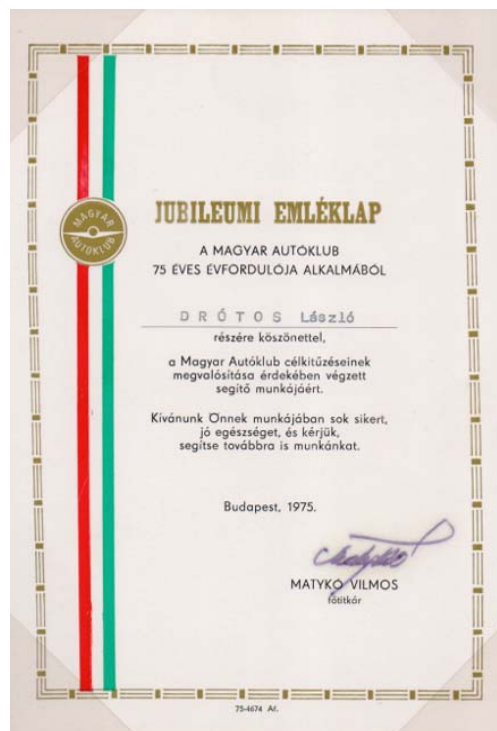 MAGYAR
AUTOKLUB
JUBILEUMI EMLÉKLAP
A MAGYAR AUTOKLUB
75 ÉVES ÉVFORDULÓJA ALKALMÁBÓL
DRÓTOS László
részére köszönettel,
a Magyar Autóklub célkitűzéseinek
megvalósítása érdekében végzett
segítő munkájáért.
Kívánunk Önnek munkájában sok sikert,
jó egészséget, és kérjük,
segítse továbbra is munkánkat.
Budapest, 1975.
MATYKÓ VILMOS
főtitkár
75-4674 Af.